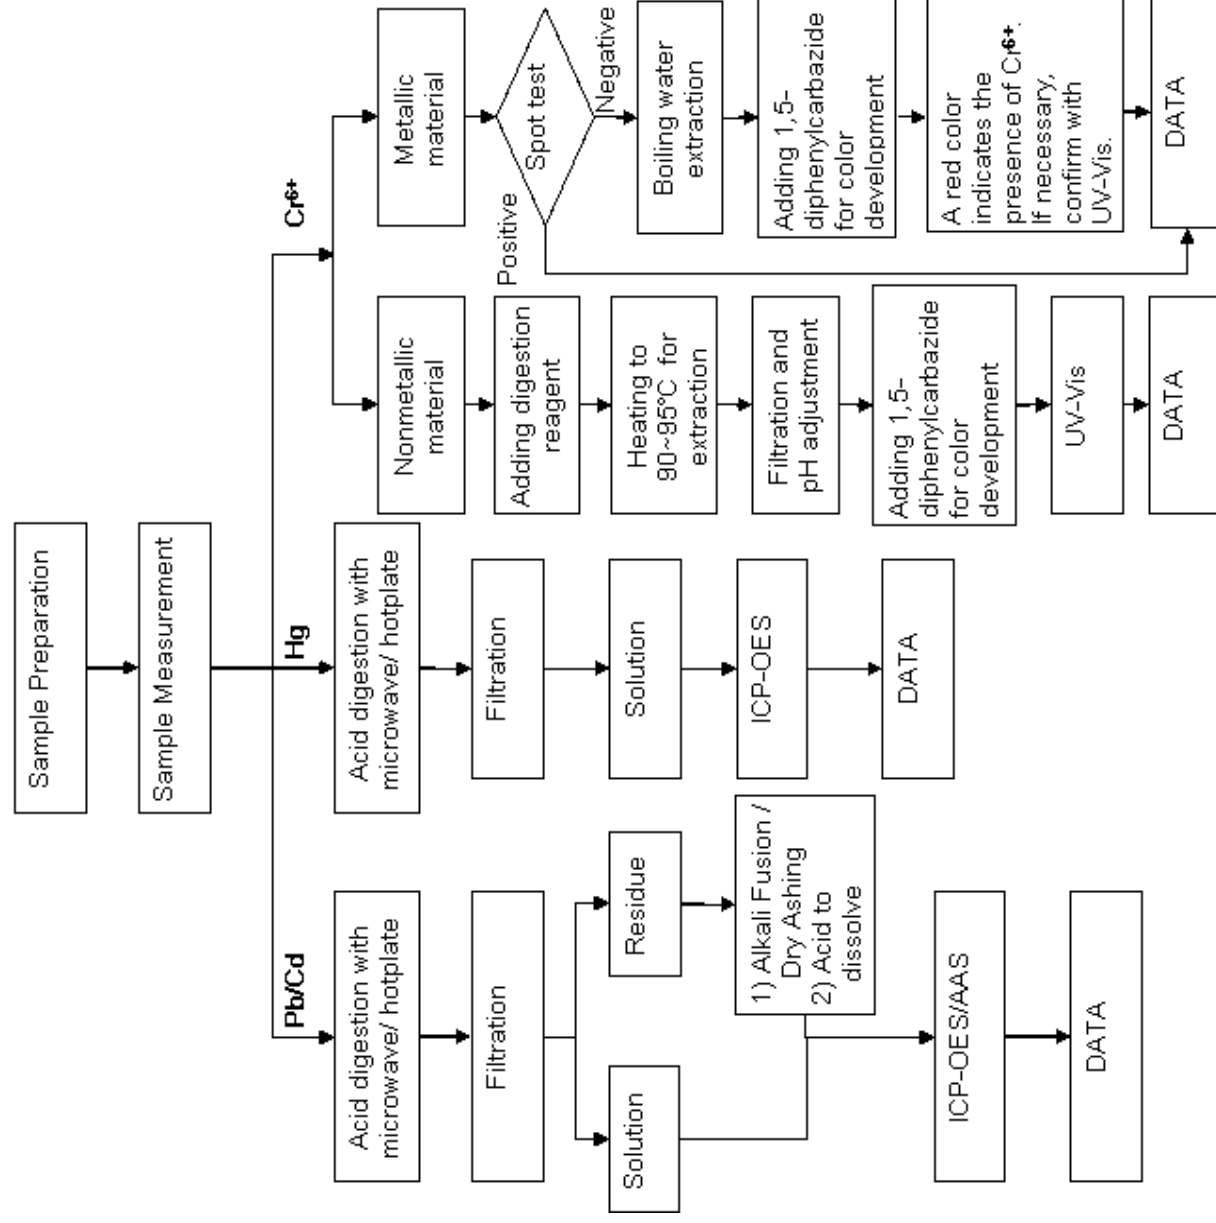 Sample Preparation
Sample Measurement
Pb/Cd
Hg
Cr⁶⁺
Acid digestion with
microwave/ hotplate
Filtration
Solution
Residue
1) Alkali Fusion /
Dry Ashing
2) Acid to
dissolve
ICP-OES/AAS
DATA
Acid digestion with
microwave/ hotplate
Filtration
Solution
ICP-OES
DATA
Nonmetallic
material
Adding digestion
reagent
Heating to
90~95°C for
extraction
Filtration and
pH adjustment
Adding 1,5-
diphenylcarbazide
for color
development
UV-Vis
DATA
Metallic
material
Spot test
Positive
Negative
Boiling water
extraction
Adding 1,5-
diphenylcarbazide
for color
development
A red color
indicates the
presence of Cr⁶⁺.
If necessary,
confirm with
UV-Vis.
DATA